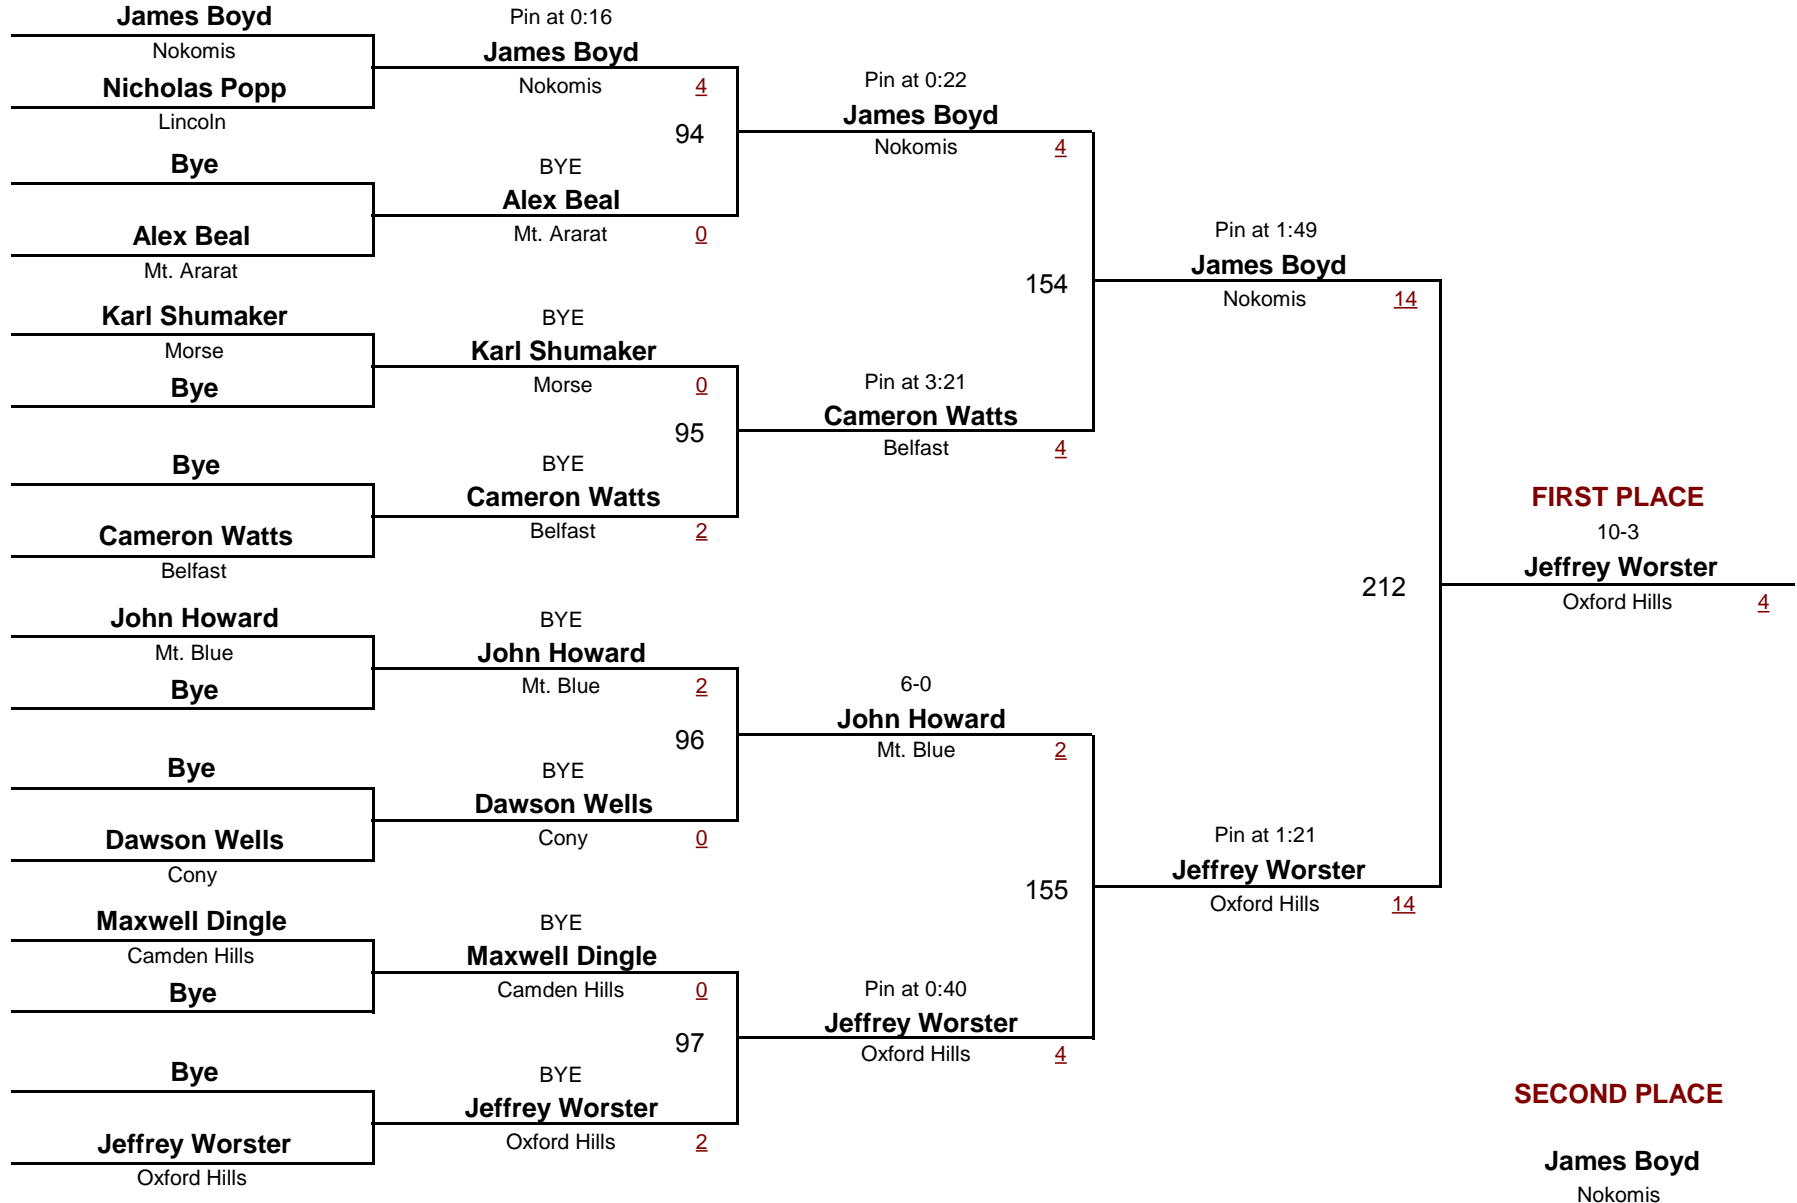 James Boyd
Nokomis
Nicholas Popp
Lincoln
Bye
Alex Beal
Mt. Ararat
Karl Shumaker
Morse
Bye
Bye
Cameron Watts
Belfast
John Howard
Mt. Blue
Bye
Bye
Dawson Wells
Cony
Maxwell Dingle
Camden Hills
Bye
Bye
Jeffrey Worster
Oxford Hills
Pin at 0:16
James Boyd
Nokomis 4
94
BYE
Alex Beal
Mt. Ararat 0
BYE
Karl Shumaker
Morse 0
95
BYE
Cameron Watts
Belfast 2
BYE
John Howard
Mt. Blue 2
96
BYE
Dawson Wells
Cony 0
BYE
Maxwell Dingle
Camden Hills 0
97
BYE
Jeffrey Worster
Oxford Hills 2
Pin at 0:22
James Boyd
Nokomis 4
154
Pin at 3:21
Cameron Watts
Belfast 4
6-0
John Howard
Mt. Blue 2
155
Pin at 0:40
Jeffrey Worster
Oxford Hills 4
Pin at 1:49
James Boyd
Nokomis 14
212
Pin at 1:21
Jeffrey Worster
Oxford Hills 14
FIRST PLACE
10-3
Jeffrey Worster
Oxford Hills 4
SECOND PLACE
James Boyd
Nokomis